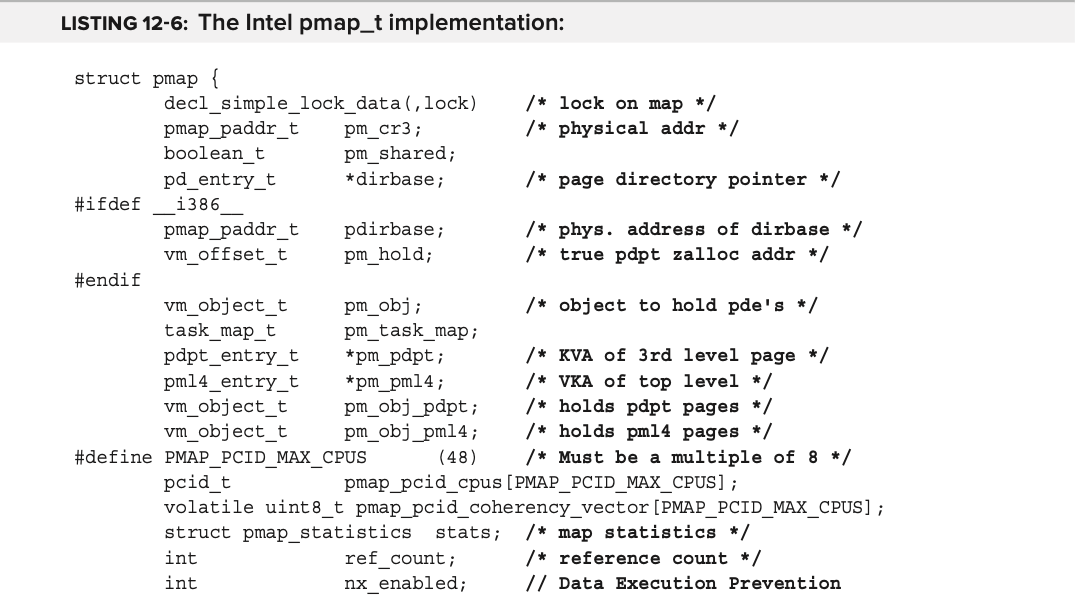 LISTING 12-6: The Intel pmap_t implementation:
struct pmap {
decl_simple_lock_data(,lock) /* lock on map */
pmap_paddr_t pm_cr3; /* physical addr */
boolean_t pm_shared;
pd_entry_t *dirbase; /* page directory pointer */
#ifdef __i386__
pmap_paddr_t pdirbase; /* phys. address of dirbase */
vm_offset_t pm_hold; /* true pdpt zalloc addr */
#endif
vm_object_t pm_obj; /* object to hold pde's */
task_map_t pm_task_map;
pdpt_entry_t *pm_pdpt; /* KVA of 3rd level page */
pml4_entry_t *pm_pml4; /* VKA of top level */
vm_object_t pm_obj_pdpt; /* holds pdpt pages */
vm_object_t pm_obj_pml4; /* holds pml4 pages */
#define PMAP_PCID_MAX_CPUS (48) /* Must be a multiple of 8 */
pcid_t pmap_pcid_cpus[PMAP_PCID_MAX_CPUS];
volatile uint8_t pmap_pcid_coherency_vector[PMAP_PCID_MAX_CPUS];
struct pmap_statistics stats; /* map statistics */
int ref_count; /* reference count */
int nx_enabled; // Data Execution Prevention